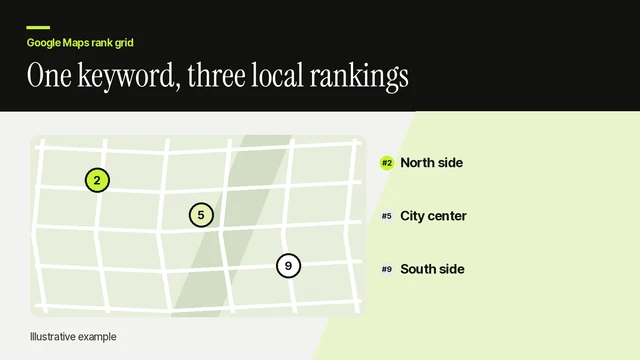 Google Maps rank grid
One keyword, three local rankings
2
5
9
#2 North side
#5 City center
#9 South side
Illustrative example